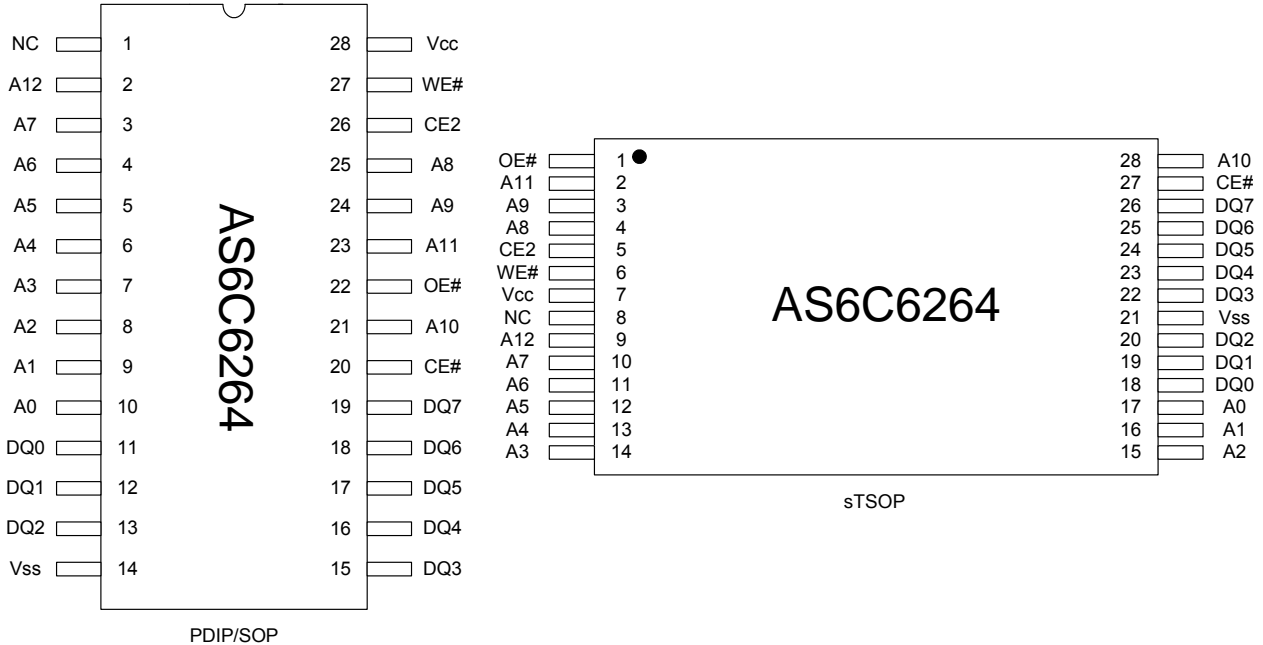 NC 1 28 Vcc
A12 2 27 WE#
A7 3 26 CE2
A6 4 25 A8
A5 5 24 A9
A4 6 23 A11
A3 7 22 OE#
A2 8 21 A10
A1 9 20 CE#
A0 10 19 DQ7
DQ0 11 18 DQ6
DQ1 12 17 DQ5
DQ2 13 16 DQ4
Vss 14 15 DQ3
AS6C6264
PDIP/SOP
OE# 1 28 A10
A11 2 27 CE#
A9 3 26 DQ7
A8 4 25 DQ6
CE2 5 24 DQ5
WE# 6 23 DQ4
Vcc 7 22 DQ3
NC 8 21 Vss
A12 9 20 DQ2
A7 10 19 DQ1
A6 11 18 DQ0
A5 12 17 A0
A4 13 16 A1
A3 14 15 A2
AS6C6264
sTSOP